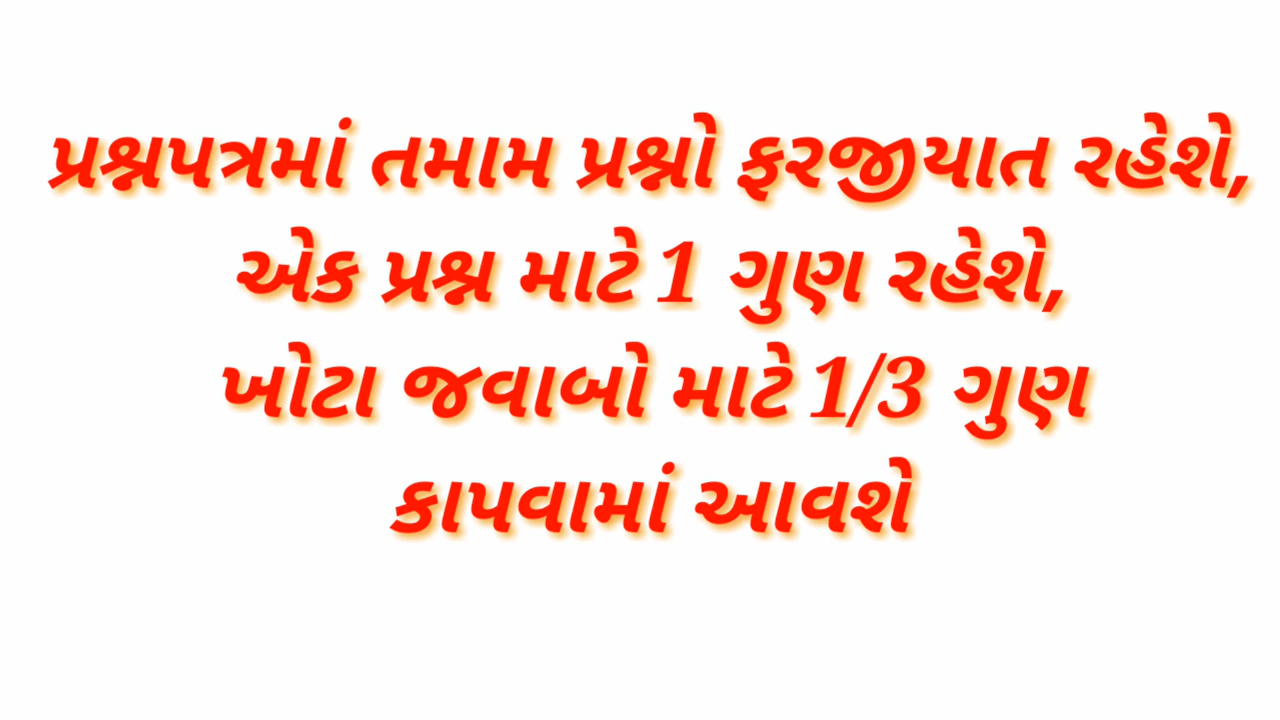 પ્રશ્નપત્રમાં તમામ પ્રશ્નો ફરજીયાત રહેશે,
એક પ્રશ્ન માટે 1 ગુણ રહેશે,
ખોટા જવાબો માટે 1/3 ગુણ
કાપવામાં આવશે